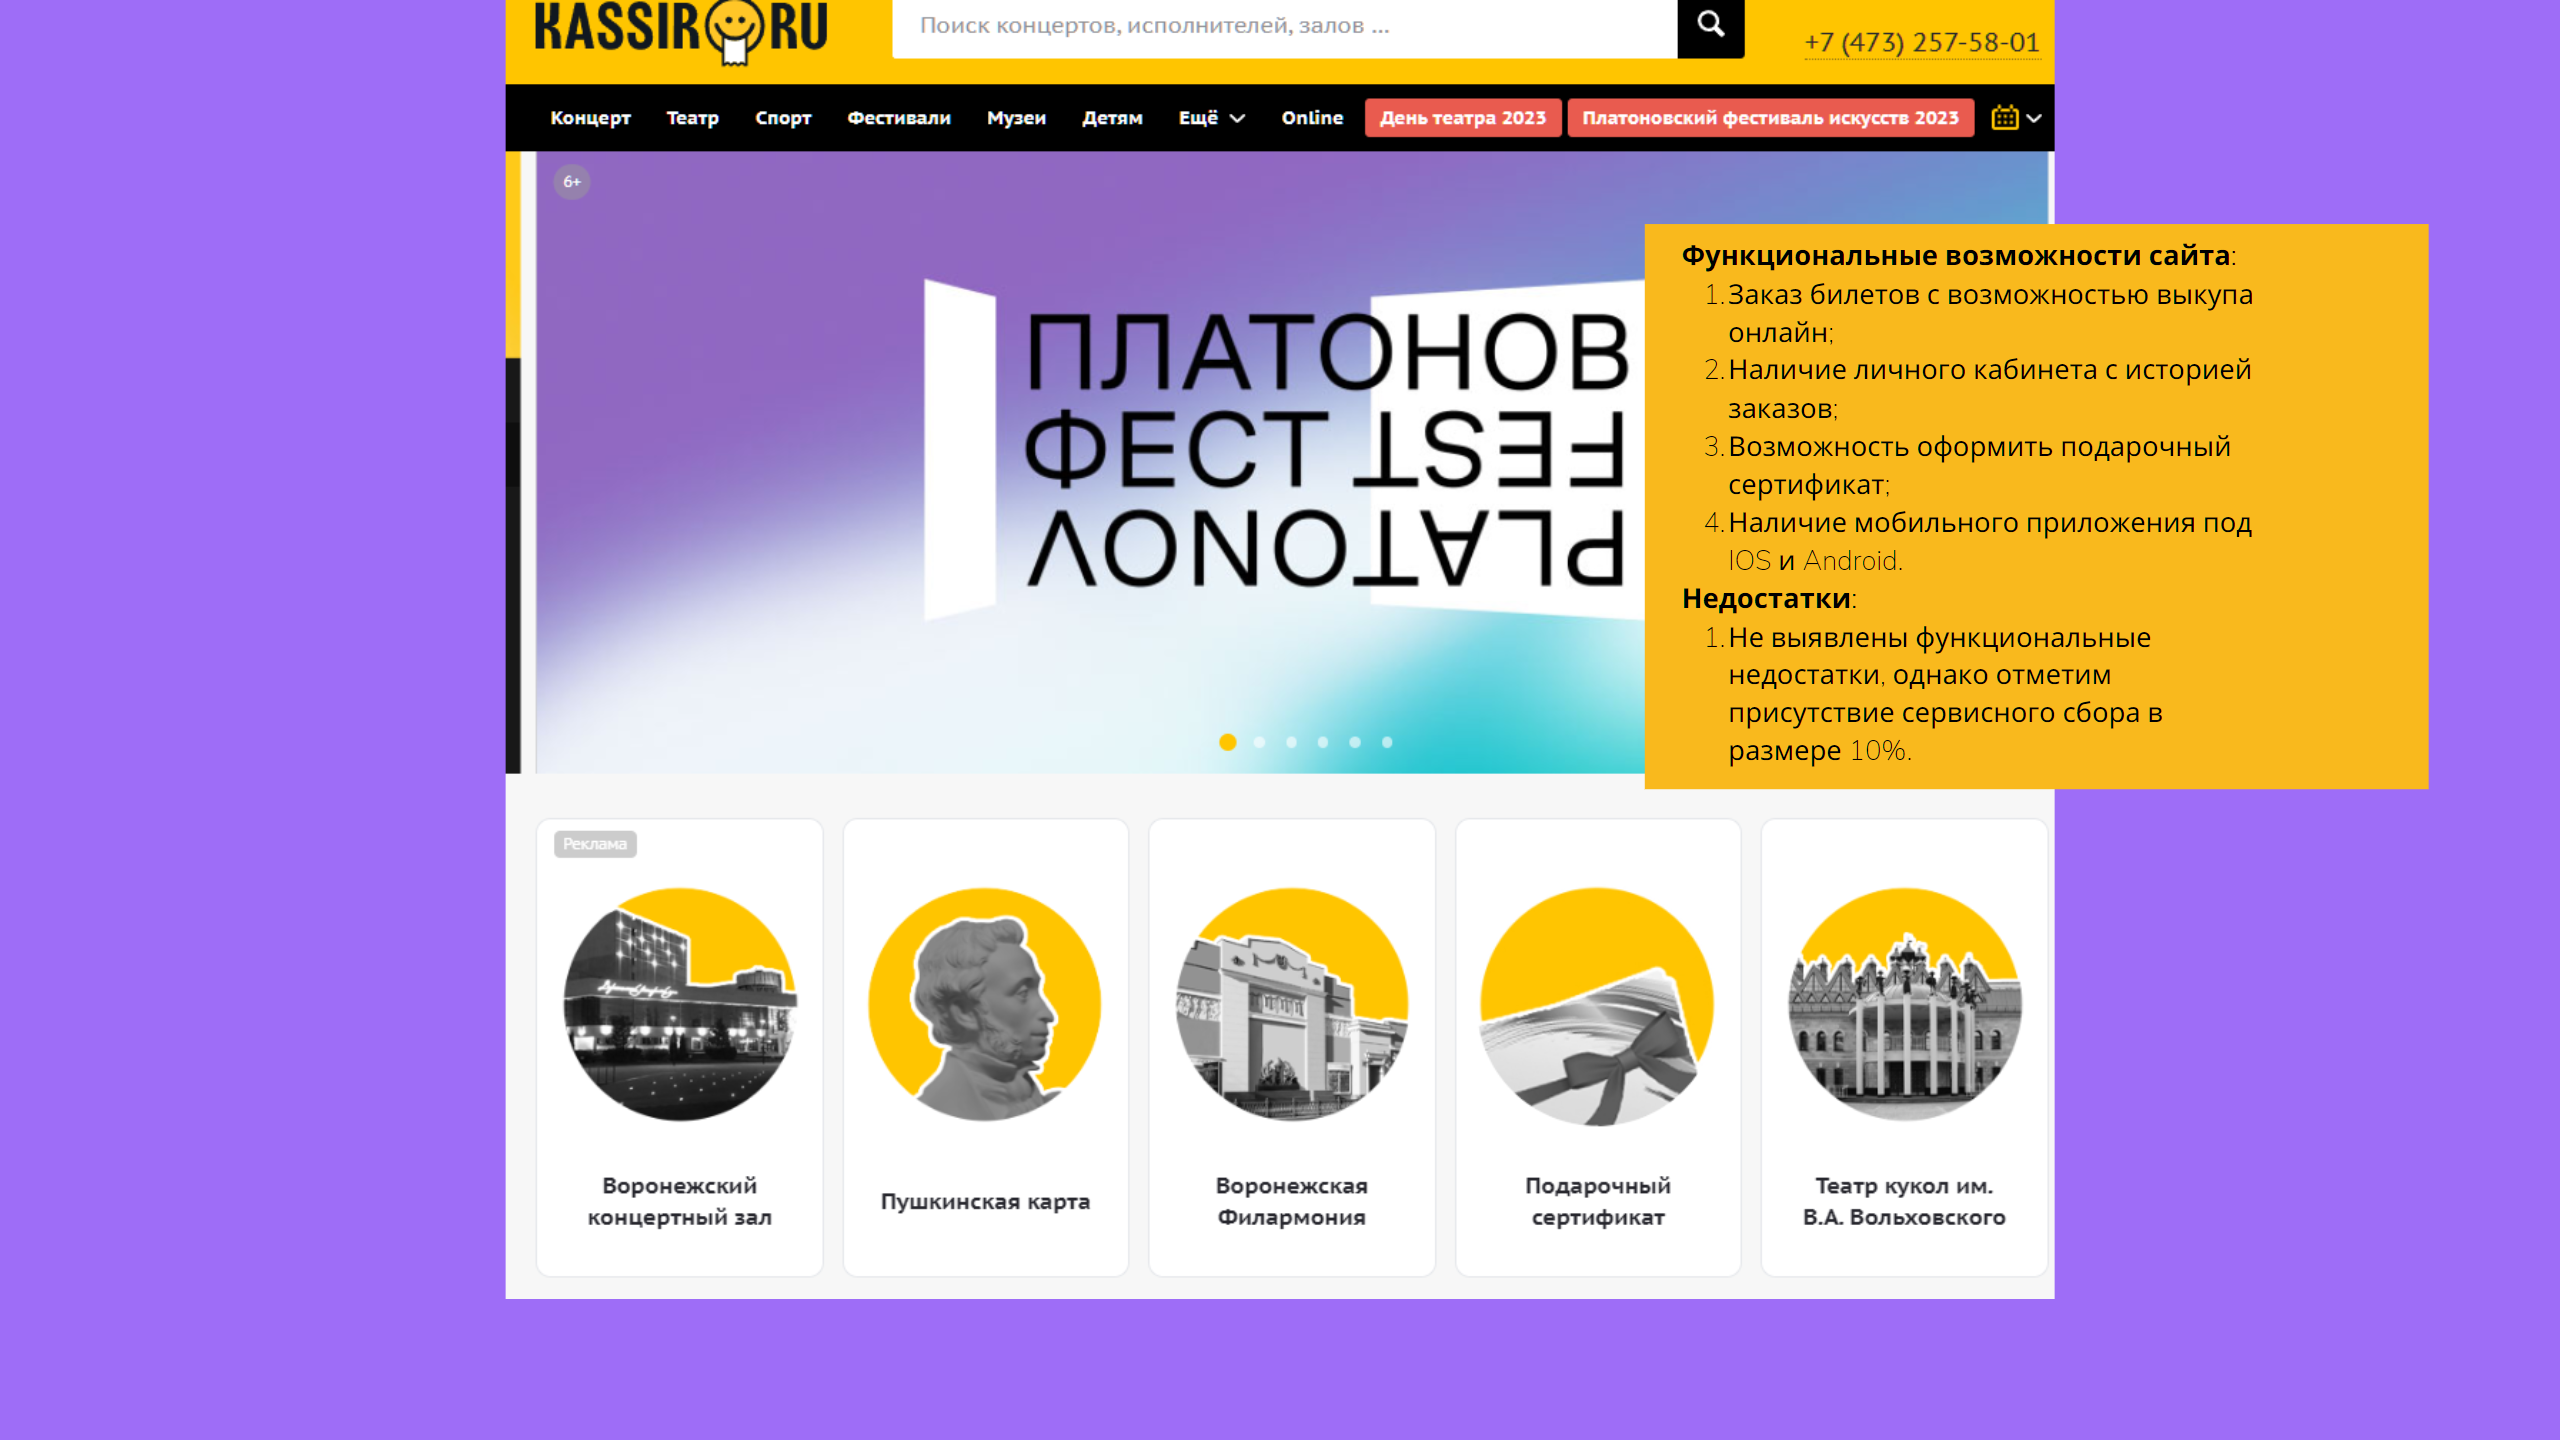 KASSIR RU
Поиск концертов, исполнителей, залов ...
+7 (473) 257-58-01
Концерт Театр Спорт Фестивали Музеи Детям Ещё Online День театра 2023 Платоновский фестиваль искусств 2023
6+
ПЛАТОНОВ
ФЕСТ FEST
PLATONOV
Функциональные возможности сайта:
1. Заказ билетов с возможностью выкупа
онлайн;
2. Наличие личного кабинета с историей
заказов;
3. Возможность оформить подарочный
сертификат;
4. Наличие мобильного приложения под
IOS и Android.
Недостатки:
1. Не выявлены функциональные
недостатки, однако отметим
присутствие сервисного сбора в
размере 10%.
Реклама
Воронежский
концертный зал
Пушкинская карта
Воронежская
Филармония
Подарочный
сертификат
Театр кукол им.
В.А. Вольховского